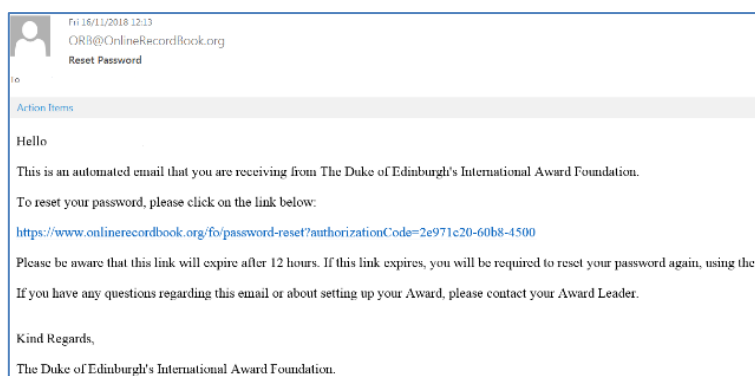 Fri 16/11/2018 12:13
ORB@OnlineRecordBook.org
Reset Password
To
Action Items
Hello
This is an automated email that you are receiving from The Duke of Edinburgh's International Award Foundation.
To reset your password, please click on the link below:
https://www.onlinerecordbook.org/fo/password-reset?authorizationCode=2e971c20-60b8-4500
Please be aware that this link will expire after 12 hours. If this link expires, you will be required to reset your password again, using the
If you have any questions regarding this email or about setting up your Award, please contact your Award Leader.
Kind Regards,
The Duke of Edinburgh's International Award Foundation.